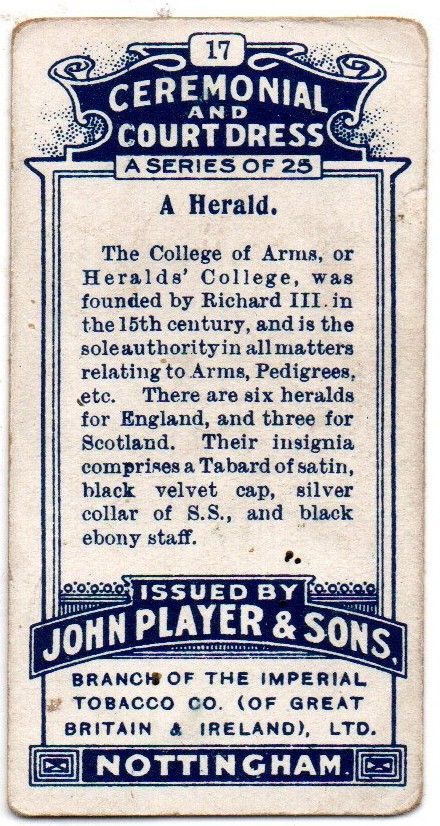 17
CEREMONIAL
AND
COURT DRESS
A SERIES OF 25
A Herald.
The College of Arms, or
Heralds' College, was
founded by Richard III. in
the 15th century, and is the
sole authority in all matters
relating to Arms, Pedigrees,
etc. There are six heralds
for England, and three for
Scotland. Their insignia
comprises a Tabard of satin,
black velvet cap, silver
collar of S.S., and black
ebony staff.
ISSUED BY
JOHN PLAYER & SONS.
BRANCH OF THE IMPERIAL
TOBACCO CO. (OF GREAT
BRITAIN & IRELAND), LTD.
NOTTINGHAM